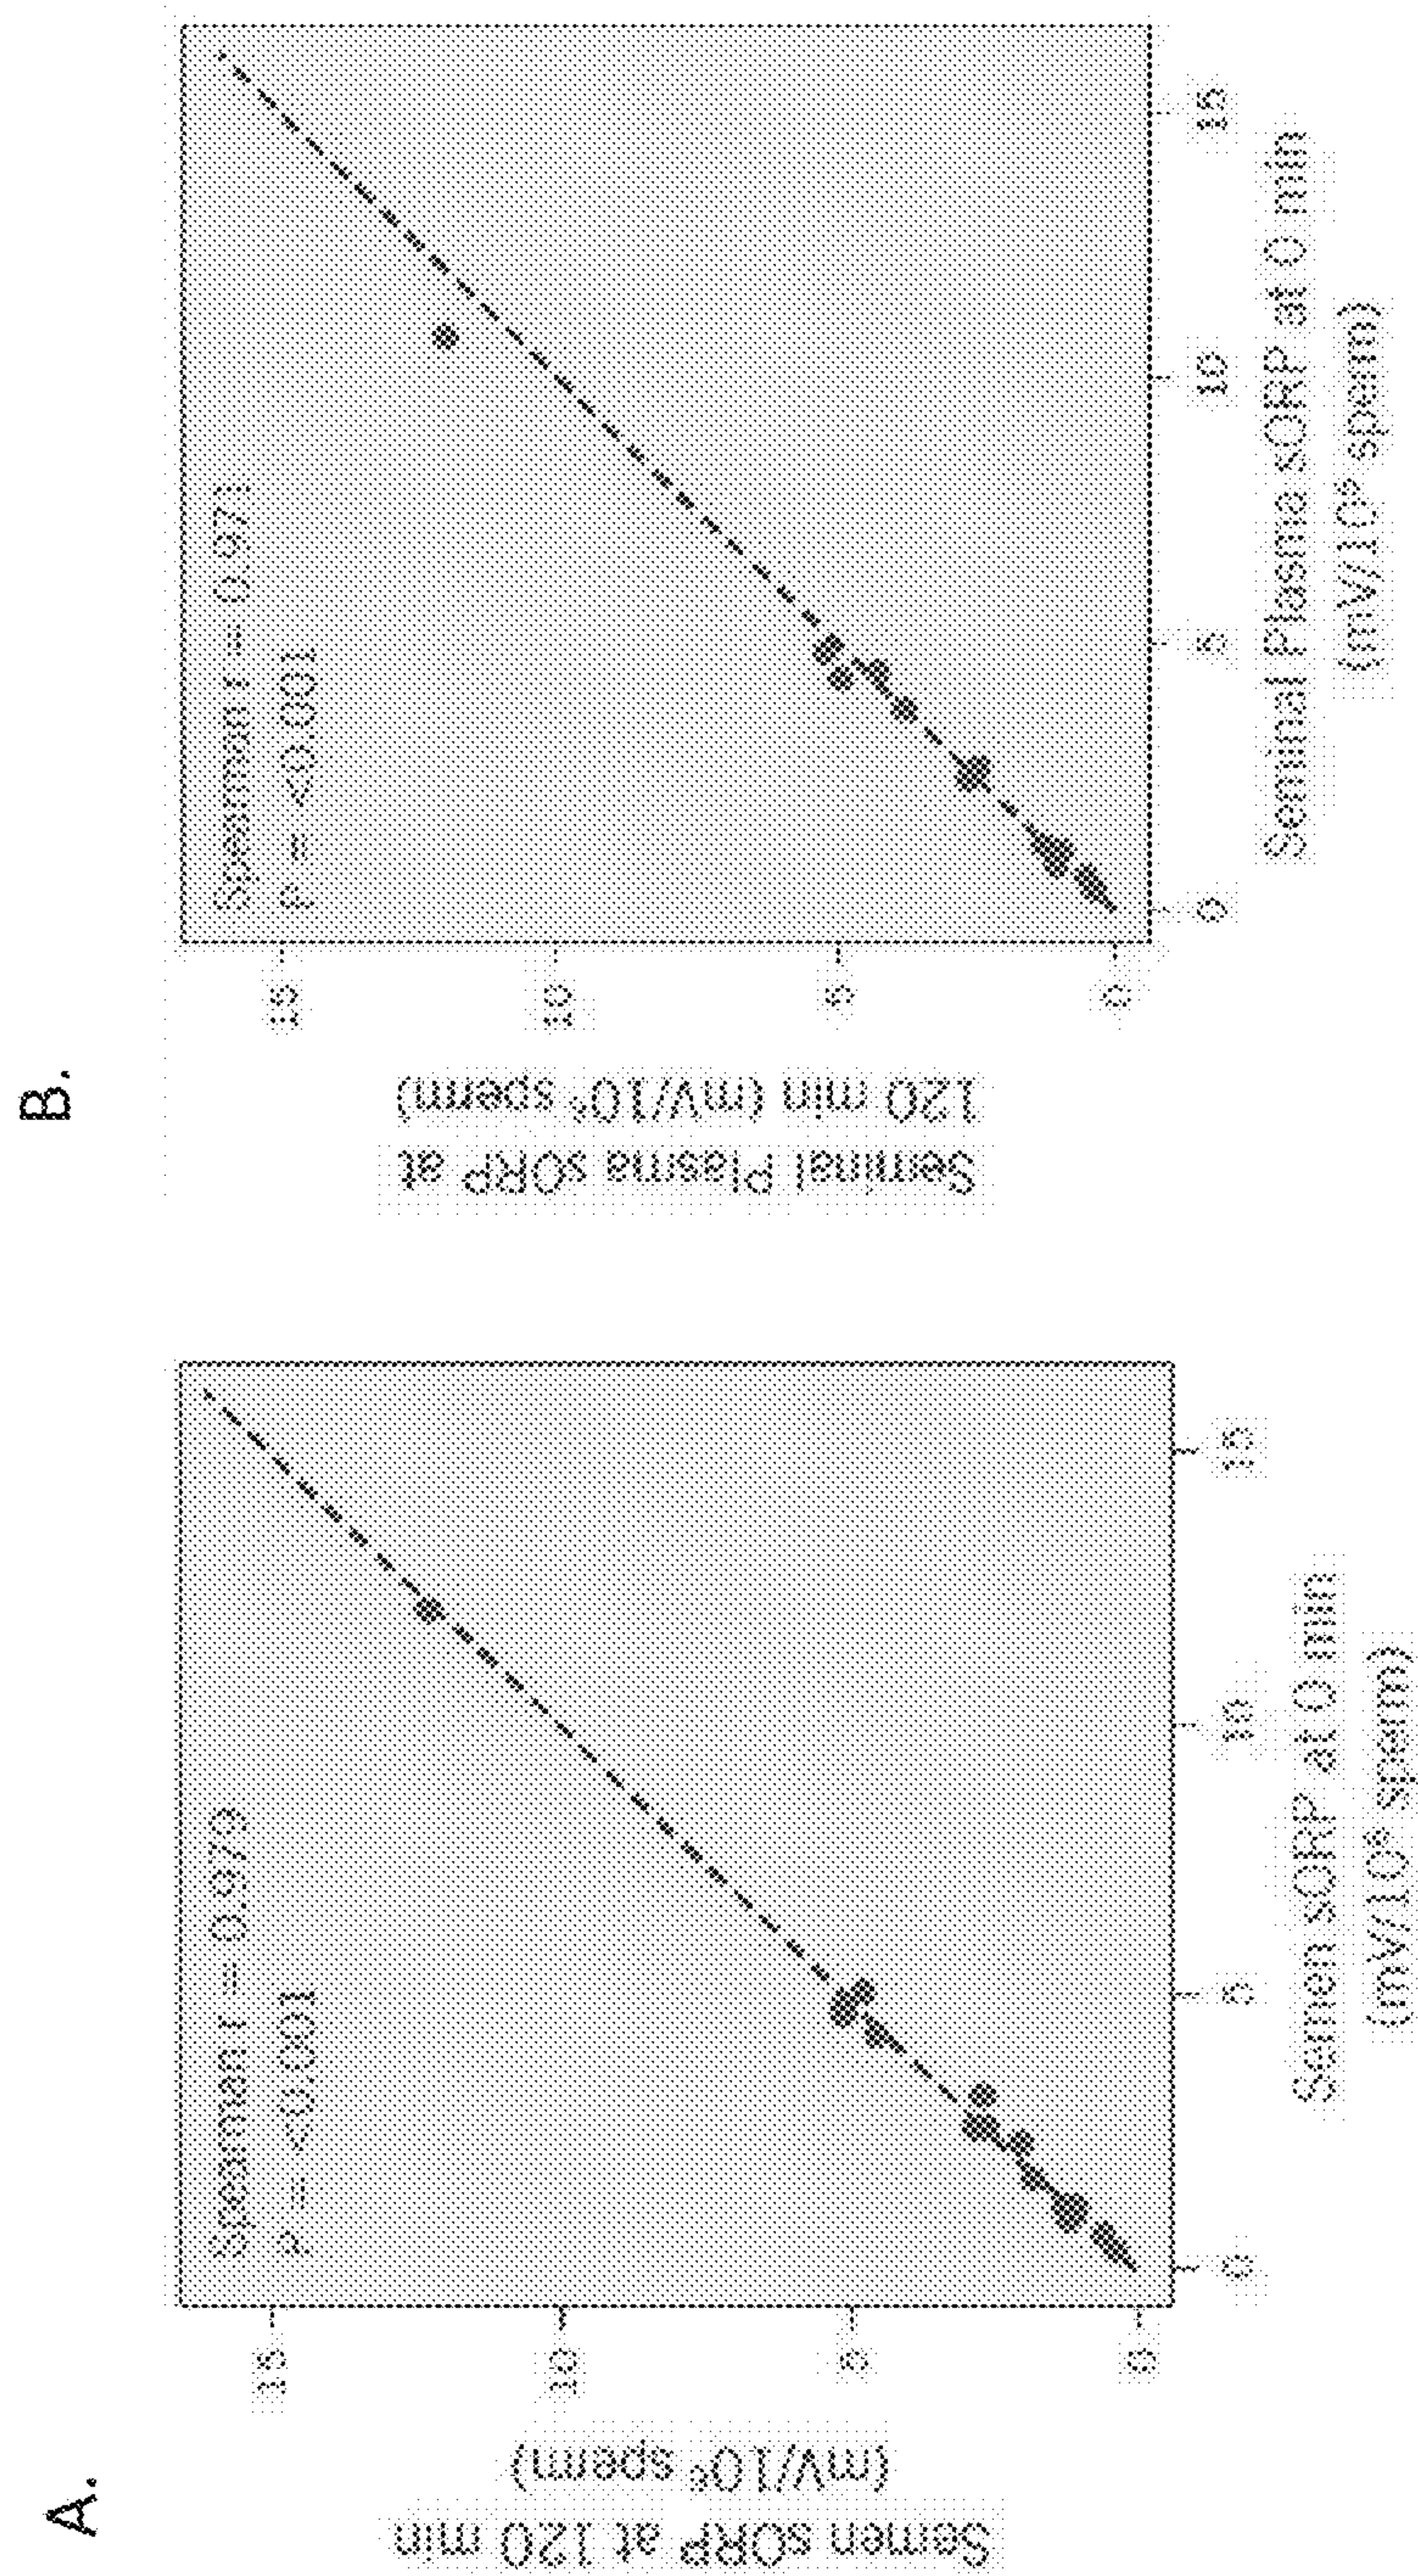 A.
Spearman r = 0.979
P = <0.001
Semen sORP at 120 min
(mV/10⁶ sperm)
15
10
5
0
0
5
10
15
Semen sORP at 0 min
(mV/10⁶ sperm)
B.
Spearman r = 0.971
P = <0.001
Seminal Plasma sORP at
120 min (mV/10⁶ sperm)
15
10
5
0
0
5
10
15
Seminal Plasma sORP at 0 min
(mV/10⁶ sperm)